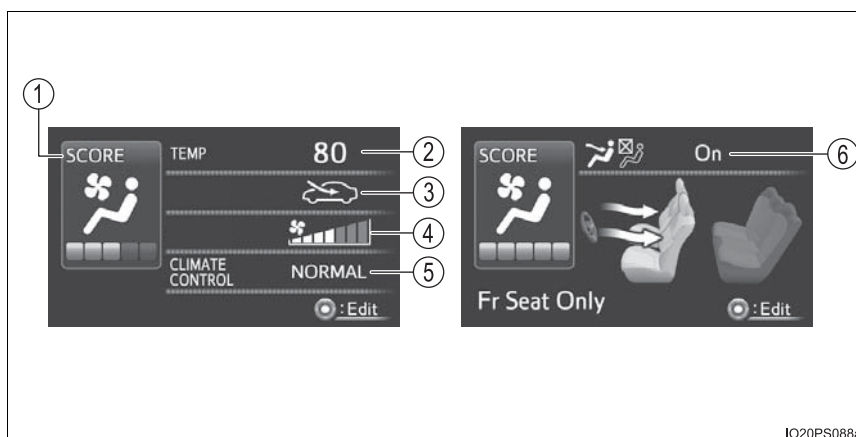 1
SCORE
TEMP
80
2
3
4
CLIMATE
CONTROL
NORMAL
5
:Edit
SCORE
On
6
Fr Seat Only
:Edit
IO20PS088a